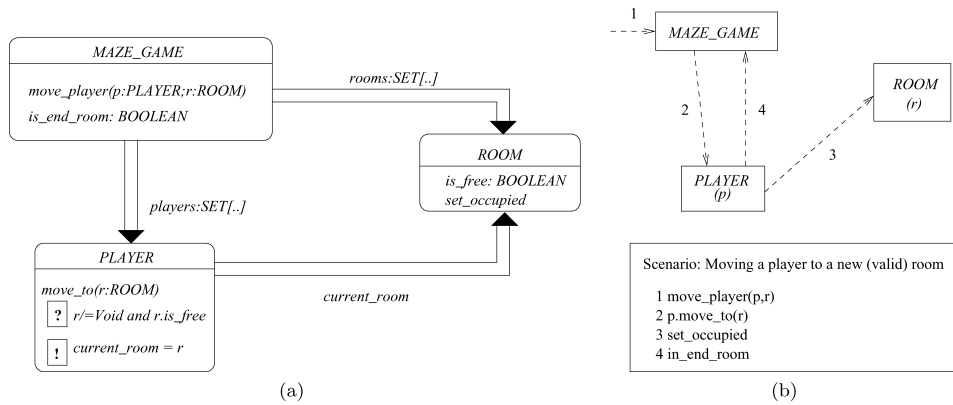 MAZE_GAME
move_player(p:PLAYER;r:ROOM)
is_end_room: BOOLEAN
rooms:SET[..]
ROOM
is_free: BOOLEAN
set_occupied
players:SET[..]
PLAYER
move_to(r:ROOM)
? r/=Void and r.is_free
! current_room = r
current_room
(a)
1
MAZE_GAME
2
4
3
ROOM
(r)
PLAYER
(p)
Scenario: Moving a player to a new (valid) room
1 move_player(p,r)
2 p.move_to(r)
3 set_occupied
4 in_end_room
(b)